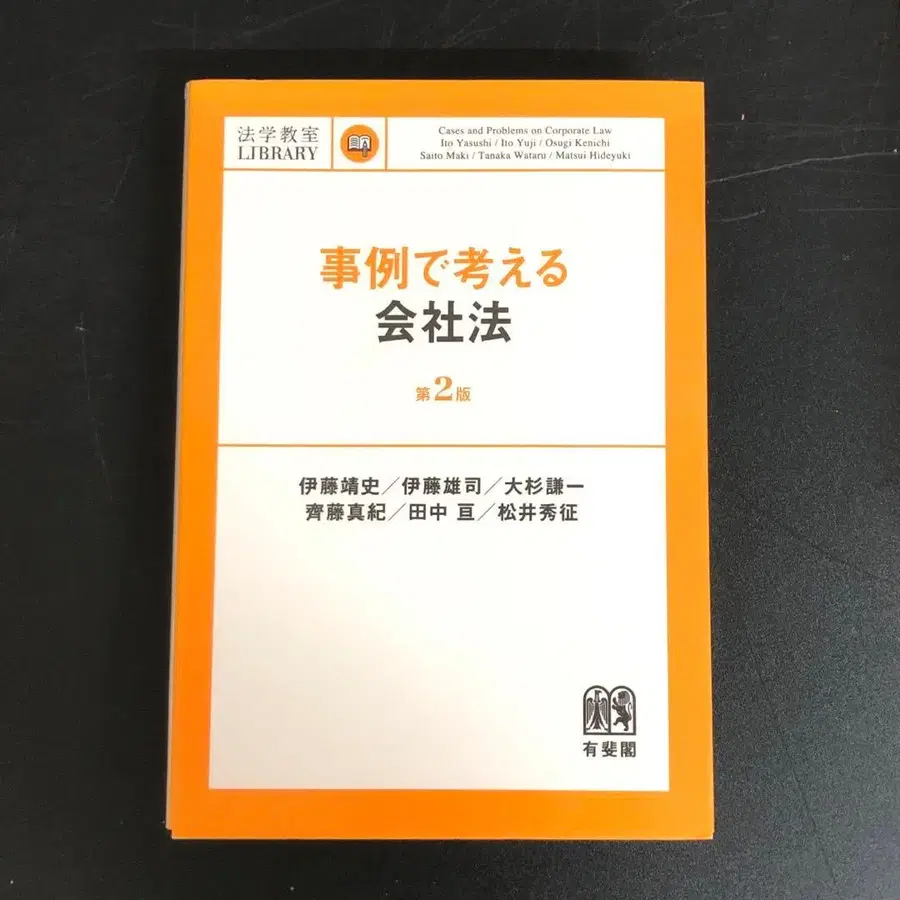 法学教室
LIBRARY
Cases and Problems on Corporate Law
Ito Yasushi / Ito Yuji / Osugi Kenichi
Saito Maki / Tanaka Wataru / Matsui Hideyuki
事例で考える
会社法
第2版
伊藤靖史／伊藤雄司／大杉謙一
齊藤真紀／田中 亘／松井秀征
有斐閣